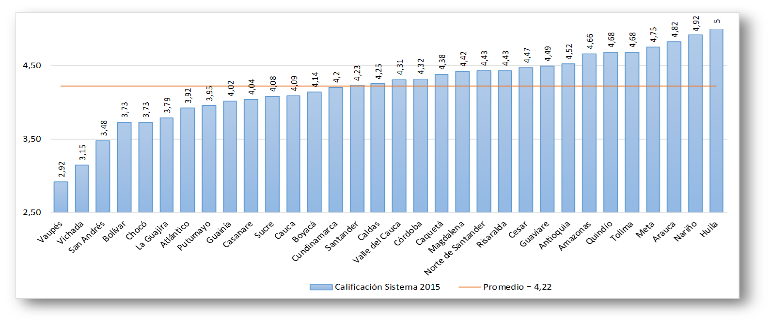 4,50
3,50
2,50
2,92
3,15
3,48
3,73
3,73
3,79
3,92
3,95
4,02
4,04
4,08
4,09
4,14
4,2
4,23
4,25
4,31
4,32
4,38
4,42
4,43
4,43
4,47
4,49
4,52
4,66
4,68
4,68
4,75
4,82
4,92
5
Vaupés
Vichada
San Andrés
Bolívar
Chocó
La Guajira
Atlántico
Putumayo
Guainía
Casanare
Sucre
Cauca
Boyacá
Cundinamarca
Santander
Caldas
Valle del Cauca
Córdoba
Caquetá
Magdalena
Norte de Santander
Risaralda
Cesar
Guaviare
Antioquia
Amazonas
Quindío
Tolima
Meta
Arauca
Nariño
Huila
Calificación Sistema 2015
Promedio = 4,22